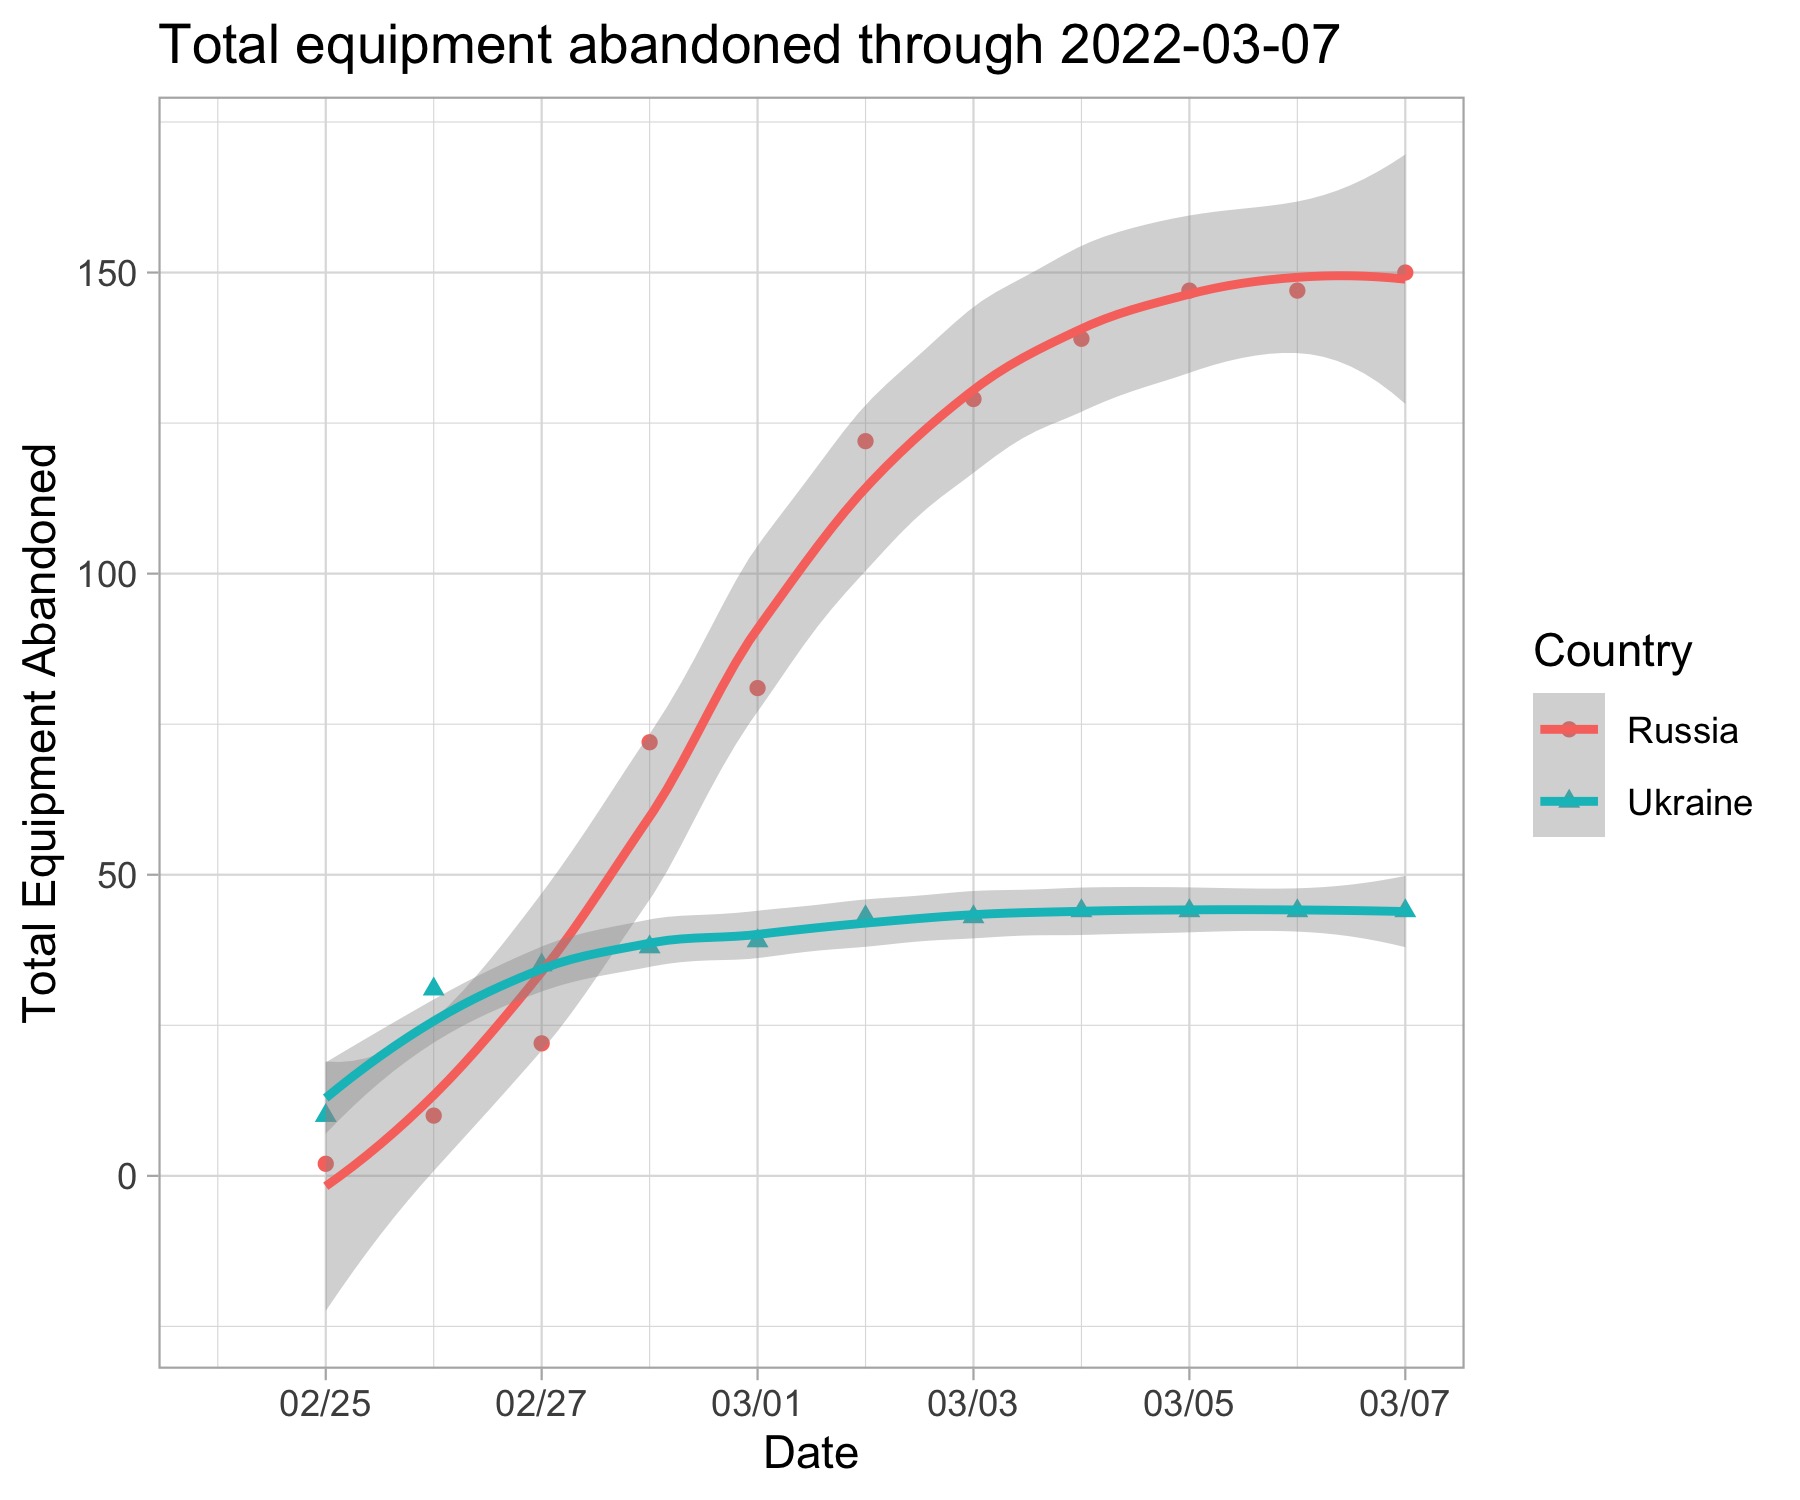 Total equipment abandoned through 2022-03-07
Total Equipment Abandoned
150
100
50
0
02/25 02/27 03/01 03/03 03/05 03/07
Date
Country
Russia
Ukraine